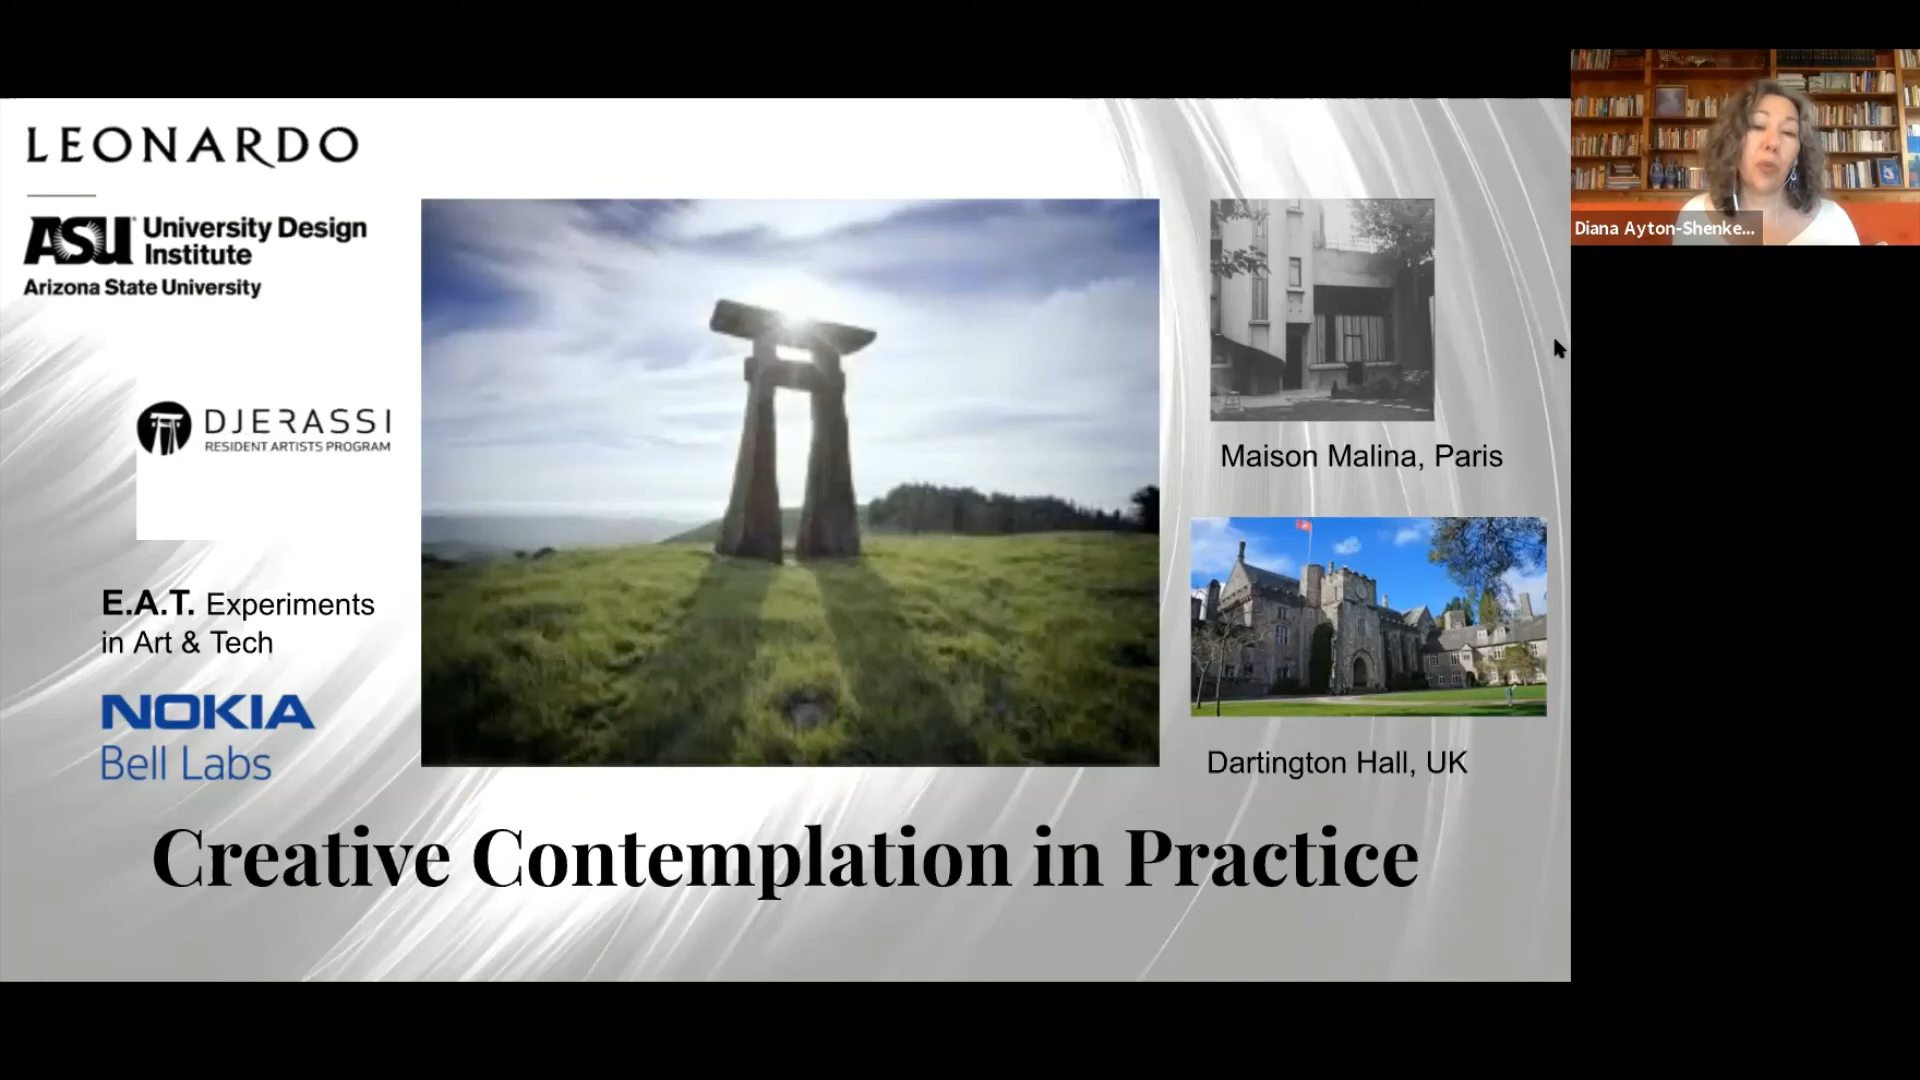 LEONARDO
ASU University Design
Institute
Arizona State University
DJERASSI
RESIDENT ARTISTS PROGRAM
E.A.T. Experiments
in Art & Tech
NOKIA
Bell Labs
Maison Malina, Paris
Dartington Hall, UK
Creative Contemplation in Practice
Diana Ayton-Shenke...